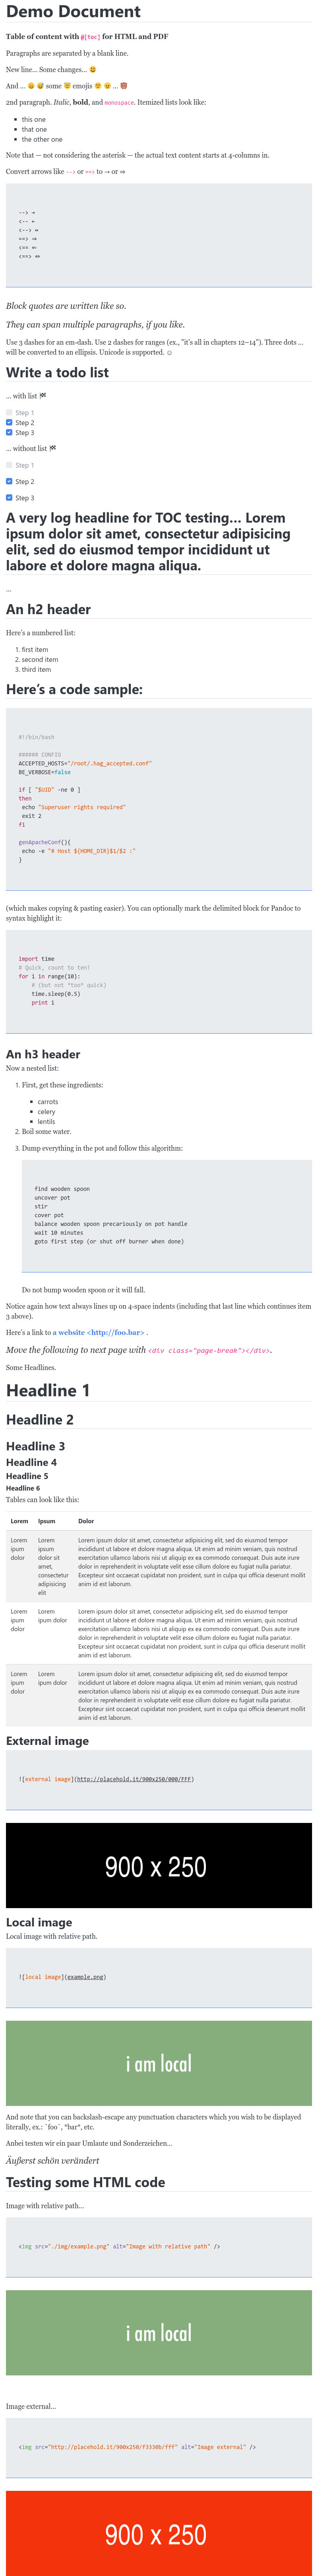 Demo Document
Table of content with @[toc] for HTML and PDF
Paragraphs are separated by a blank line.
New line... Some changes... 😃
And ... 😄 😅 some 😇 emojis 🙂 😐 ... 👹
2nd paragraph. Italic, bold, and monospace. Itemized lists look like:
▪ this one
▪ that one
▪ the other one
Note that — not considering the asterisk — the actual text content starts at 4-columns in.
Convert arrows like --> or ==> to → or ⇒
--> →
<-- ←
<--> ↔
==> ⇒
<== ⇐
<==> ⇔
Block quotes are written like so.
They can span multiple paragraphs, if you like.
Use 3 dashes for an em-dash. Use 2 dashes for ranges (ex., “it’s all in chapters 12–14”). Three dots …
will be converted to an ellipsis. Unicode is supported. ☺
Write a todo list
… with list 🏁
Step 1
Step 2
Step 3
… without list 🏁
Step 1
Step 2
Step 3
A very log headline for TOC testing… Lorem
ipsum dolor sit amet, consectetur adipisicing
elit, sed do eiusmod tempor incididunt ut
labore et dolore magna aliqua.
…
An h2 header
Here’s a numbered list:
1. first item
2. second item
3. third item
Here’s a code sample:
#!/bin/bash
###### CONFIG
ACCEPTED_HOSTS="/root/.hag_accepted.conf"
BE_VERBOSE=false
if [ "$UID" -ne 0 ]
then
echo "Superuser rights required"
exit 2
fi
genApacheConf(){
echo -e "# Host ${HOME_DIR}$1/$2 :"
}
(which makes copying & pasting easier). You can optionally mark the delimited block for Pandoc to
syntax highlight it:
import time
# Quick, count to ten!
for i in range(10):
# (but not *too* quick)
time.sleep(0.5)
print i
An h3 header
Now a nested list:
1. First, get these ingredients:
▪ carrots
▪ celery
▪ lentils
2. Boil some water.
3. Dump everything in the pot and follow this algorithm:
find wooden spoon
uncover pot
stir
cover pot
balance wooden spoon precariously on pot handle
wait 10 minutes
goto first step (or shut off burner when done)
Do not bump wooden spoon or it will fall.
Notice again how text always lines up on 4-space indents (including that last line which continues item
3 above).
Here’s a link to a website <http://foo.bar> .
Move the following to next page with <div class="page-break"></div>.
Some Headlines.
Headline 1
Headline 2
Headline 3
Headline 4
Headline 5
Headline 6
Tables can look like this:
Lorem Ipsum Dolor
Lorem ipum dolor
Lorem ipsum dolor sit amet, consectetur adipisicing elit
Lorem ipsum dolor sit amet, consectetur adipisicing elit, sed do eiusmod tempor
incididunt ut labore et dolore magna aliqua. Ut enim ad minim veniam, quis nostrud
exercitation ullamco laboris nisi ut aliquip ex ea commodo consequat. Duis aute irure
dolor in reprehenderit in voluptate velit esse cillum dolore eu fugiat nulla pariatur.
Excepteur sint occaecat cupidatat non proident, sunt in culpa qui officia deserunt mollit
anim id est laborum.
Lorem ipum dolor
Lorem ipum dolor
Lorem ipsum dolor sit amet, consectetur adipisicing elit, sed do eiusmod tempor
incididunt ut labore et dolore magna aliqua. Ut enim ad minim veniam, quis nostrud
exercitation ullamco laboris nisi ut aliquip ex ea commodo consequat. Duis aute irure
dolor in reprehenderit in voluptate velit esse cillum dolore eu fugiat nulla pariatur.
Excepteur sint occaecat cupidatat non proident, sunt in culpa qui officia deserunt mollit
anim id est laborum.
Lorem ipum dolor
Lorem ipum dolor
Lorem ipsum dolor sit amet, consectetur adipisicing elit, sed do eiusmod tempor
incididunt ut labore et dolore magna aliqua. Ut enim ad minim veniam, quis nostrud
exercitation ullamco laboris nisi ut aliquip ex ea commodo consequat. Duis aute irure
dolor in reprehenderit in voluptate velit esse cillum dolore eu fugiat nulla pariatur.
Excepteur sint occaecat cupidatat non proident, sunt in culpa qui officia deserunt mollit
anim id est laborum.
External image
![external image](http://placehold.it/900x250/000/FFF)
900 x 250
Local image
Local image with relative path.
![local image](example.png)
i am local
And note that you can backslash-escape any punctuation characters which you wish to be displayed
literally, ex.: `foo`, *bar*, etc.
Anbei testen wir ein paar Umlaute und Sonderzeichen…
Äußerst schön verändert
Testing some HTML code
Image with relative path…
<img src="./img/example.png" alt="Image with relative path" />
i am local
Image external…
<img src="http://placehold.it/900x250/f3330b/fff" alt="Image external" />
900 x 250